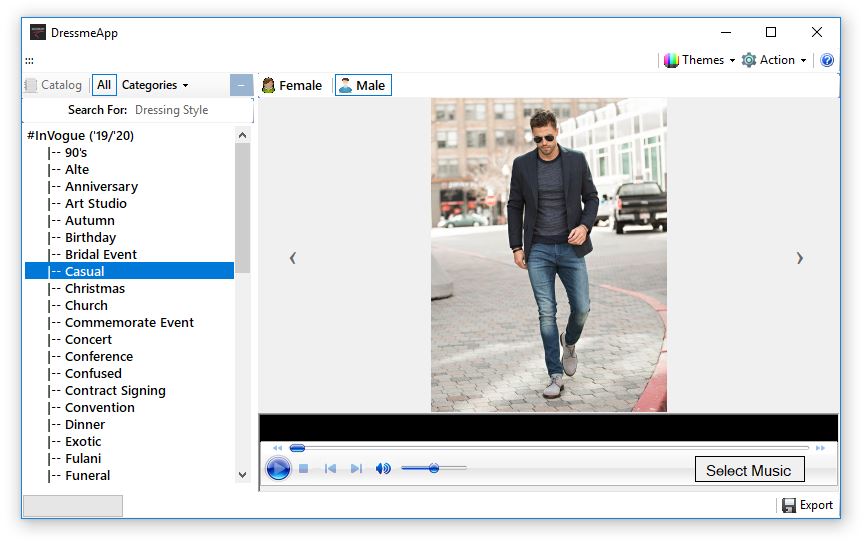 DressmeApp
Themes Action
Catalog All Categories
Female Male
Search For: Dressing Style
#InVogue ('19/'20)
|-- 90's
|-- Alte
|-- Anniversary
|-- Art Studio
|-- Autumn
|-- Birthday
|-- Bridal Event
|-- Casual
|-- Christmas
|-- Church
|-- Commemorate Event
|-- Concert
|-- Conference
|-- Confused
|-- Contract Signing
|-- Convention
|-- Dinner
|-- Exotic
|-- Fulani
|-- Funeral
Select Music
Export